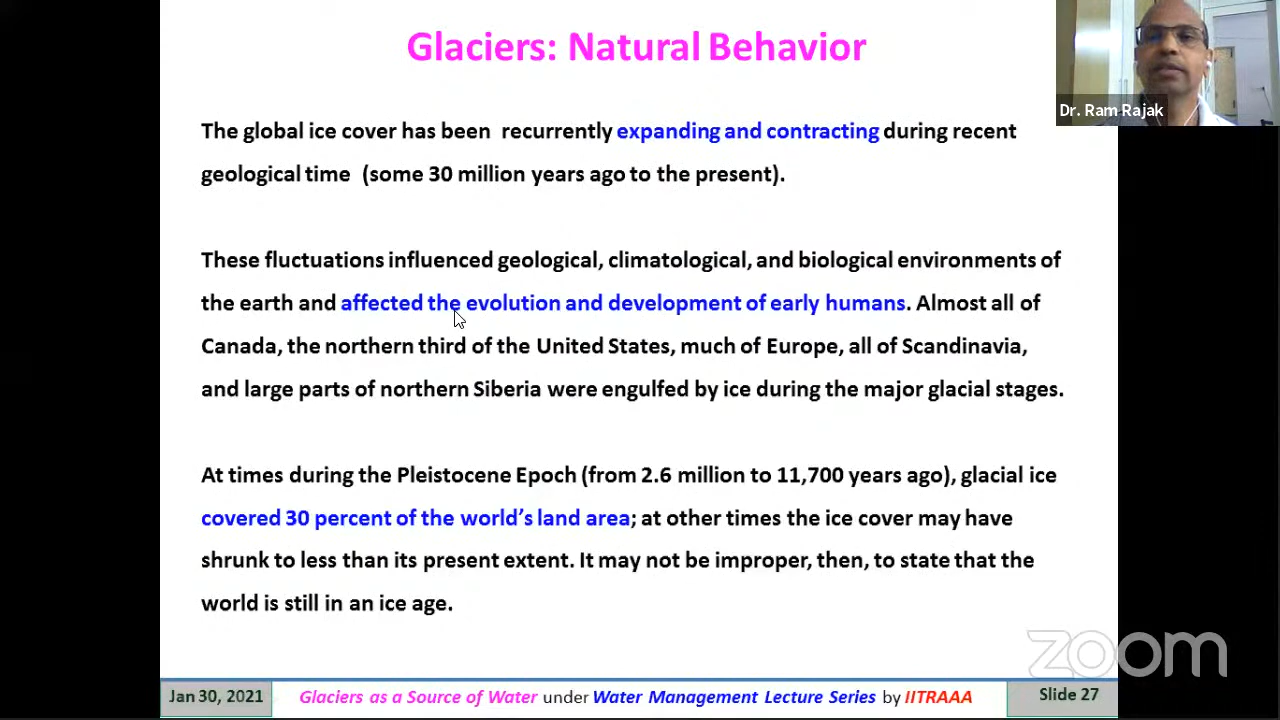 Glaciers: Natural Behavior
Dr. Ram Rajak
The global ice cover has been recurrently expanding and contracting during recent
geological time (some 30 million years ago to the present).
These fluctuations influenced geological, climatological, and biological environments of
the earth and affected the evolution and development of early humans. Almost all of
Canada, the northern third of the United States, much of Europe, all of Scandinavia,
and large parts of northern Siberia were engulfed by ice during the major glacial stages.
At times during the Pleistocene Epoch (from 2.6 million to 11,700 years ago), glacial ice
covered 30 percent of the world’s land area; at other times the ice cover may have
shrunk to less than its present extent. It may not be improper, then, to state that the
world is still in an ice age.
zoom
Jan 30, 2021 Glaciers as a Source of Water under Water Management Lecture Series by IITRAAA Slide 27